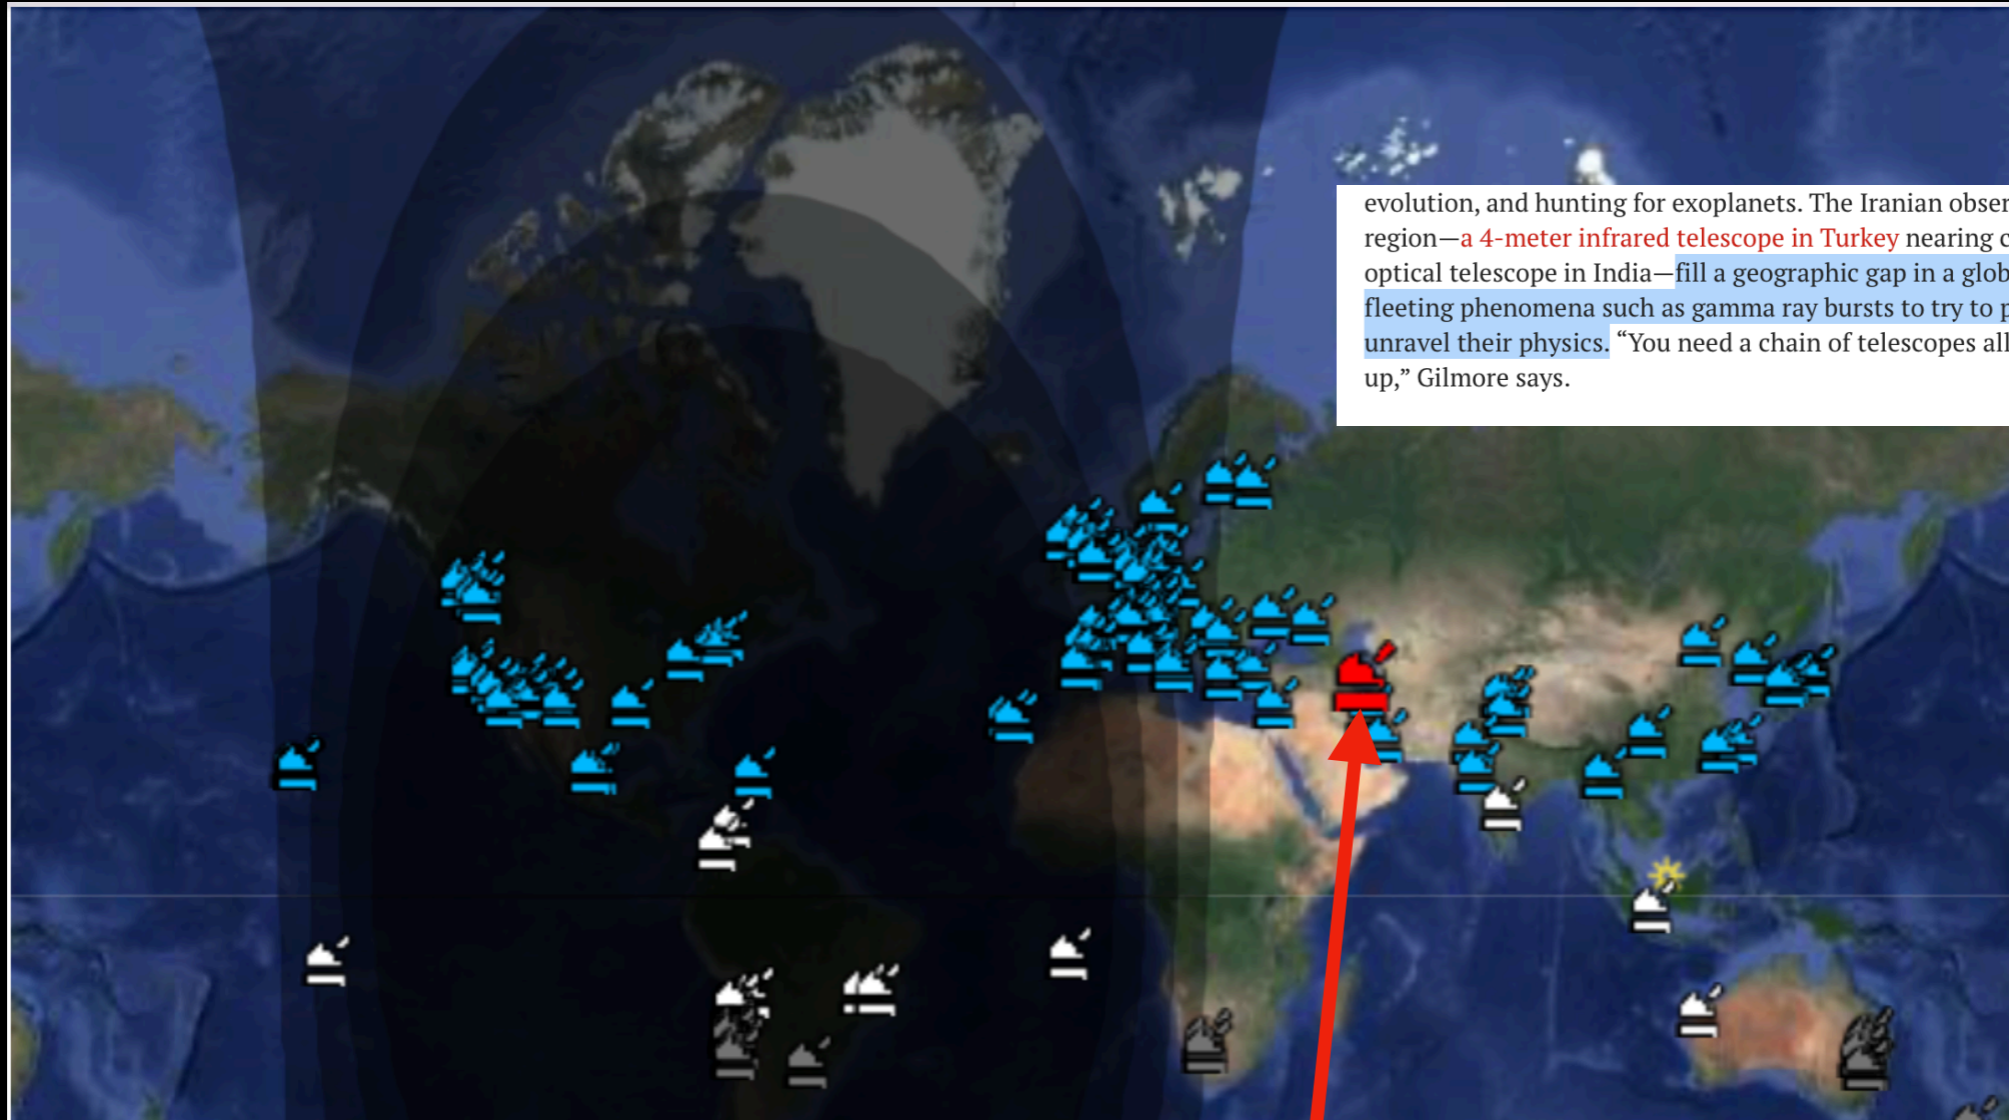 evolution, and hunting for exoplanets. The Iranian
region—a 4-meter infrared telescope in Turkey nearing
optical telescope in India—fill a geographic gap in a
fleeting phenomena such as gamma ray bursts to try to
unravel their physics. “You need a chain of telescopes all
up,” Gilmore says.